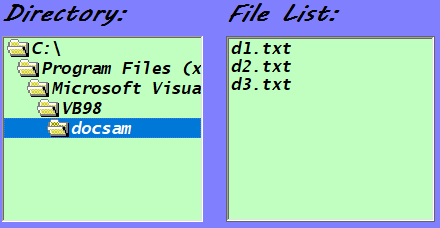 Directory:
C:\
Program Files (x
Microsoft Visua
VB98
docsam
File List:
d1.txt
d2.txt
d3.txt